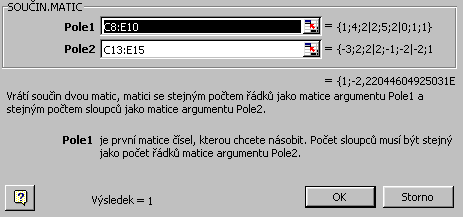 SOUČIN.MATIC
Pole1 C8:E10 = {1;4;2|2;5;2|0;1;1}
Pole2 C13:E15 = {-3;2;2|2;-1;-2|-2;1
= {1;-2,22044604925031E
Vrátí součin dvou matic, matici se stejným počtem řádků jako matice argumentu Pole1 a
stejným počtem sloupců jako matice argumentu Pole2.
Pole1 je první matice čísel, kterou chcete násobit. Počet sloupců musí být stejný
jako počet řádků matice argumentu Pole2.
Výsledek = 1
OK
Storno